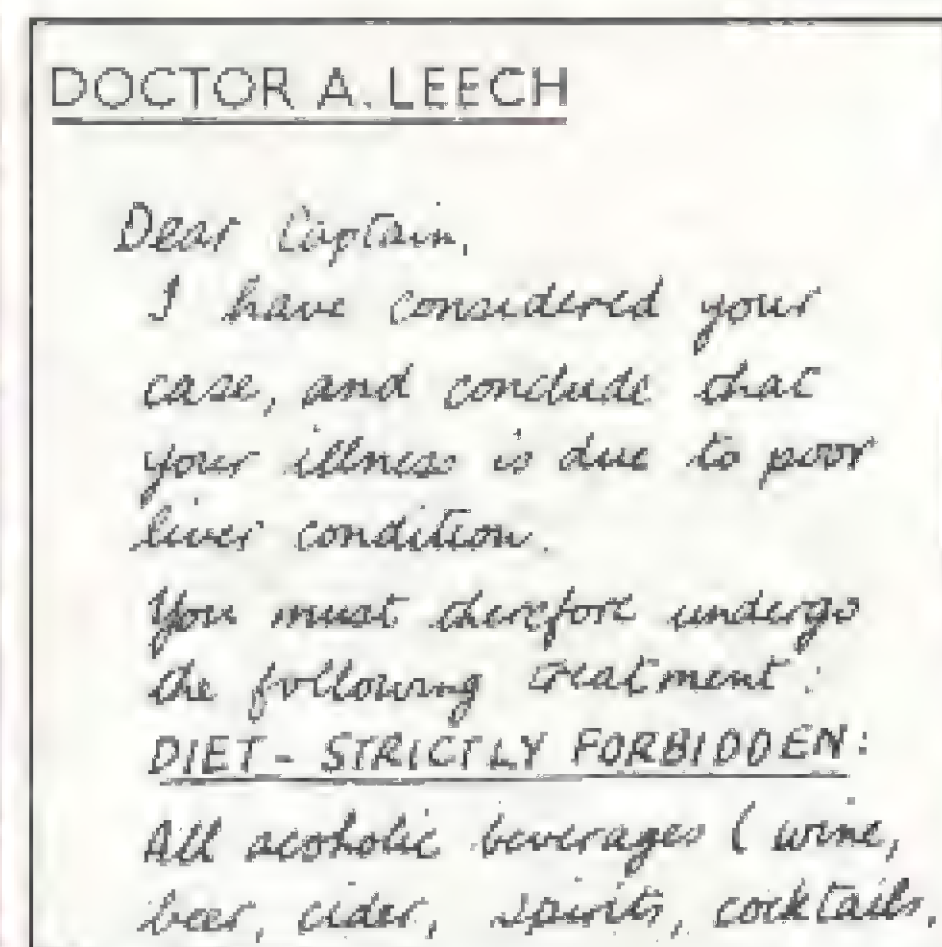 DOCTOR A. LEECH
Dear Captain,
I have considered your
case, and conclude that
your illness is due to poor
liver condition.
You must therefore undergo
the following treatment:
DIET - STRICTLY FORBIDDEN:
All acoholic beverages (wine,
beer, cider, spirits, cocktails,